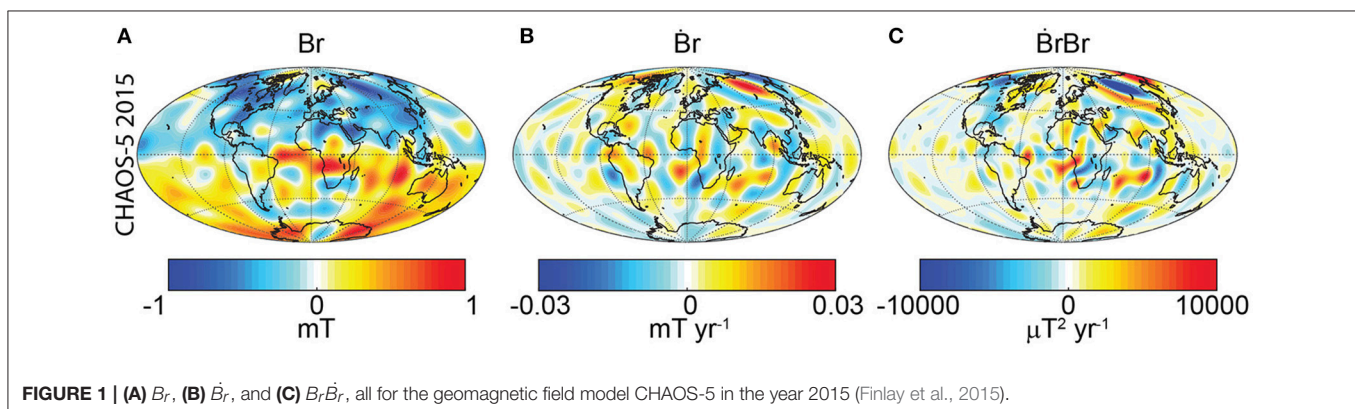 A B C
Br Ḃr ḂrBr
CHAOS-5 2015
-1 0 1 -0.03 0 0.03 -10000 0 10000
mT mT yr⁻¹ μT² yr⁻¹
FIGURE 1 | (A) Br, (B) Ḃr, and (C) BrḂr, all for the geomagnetic field model CHAOS-5 in the year 2015 (Finlay et al., 2015).